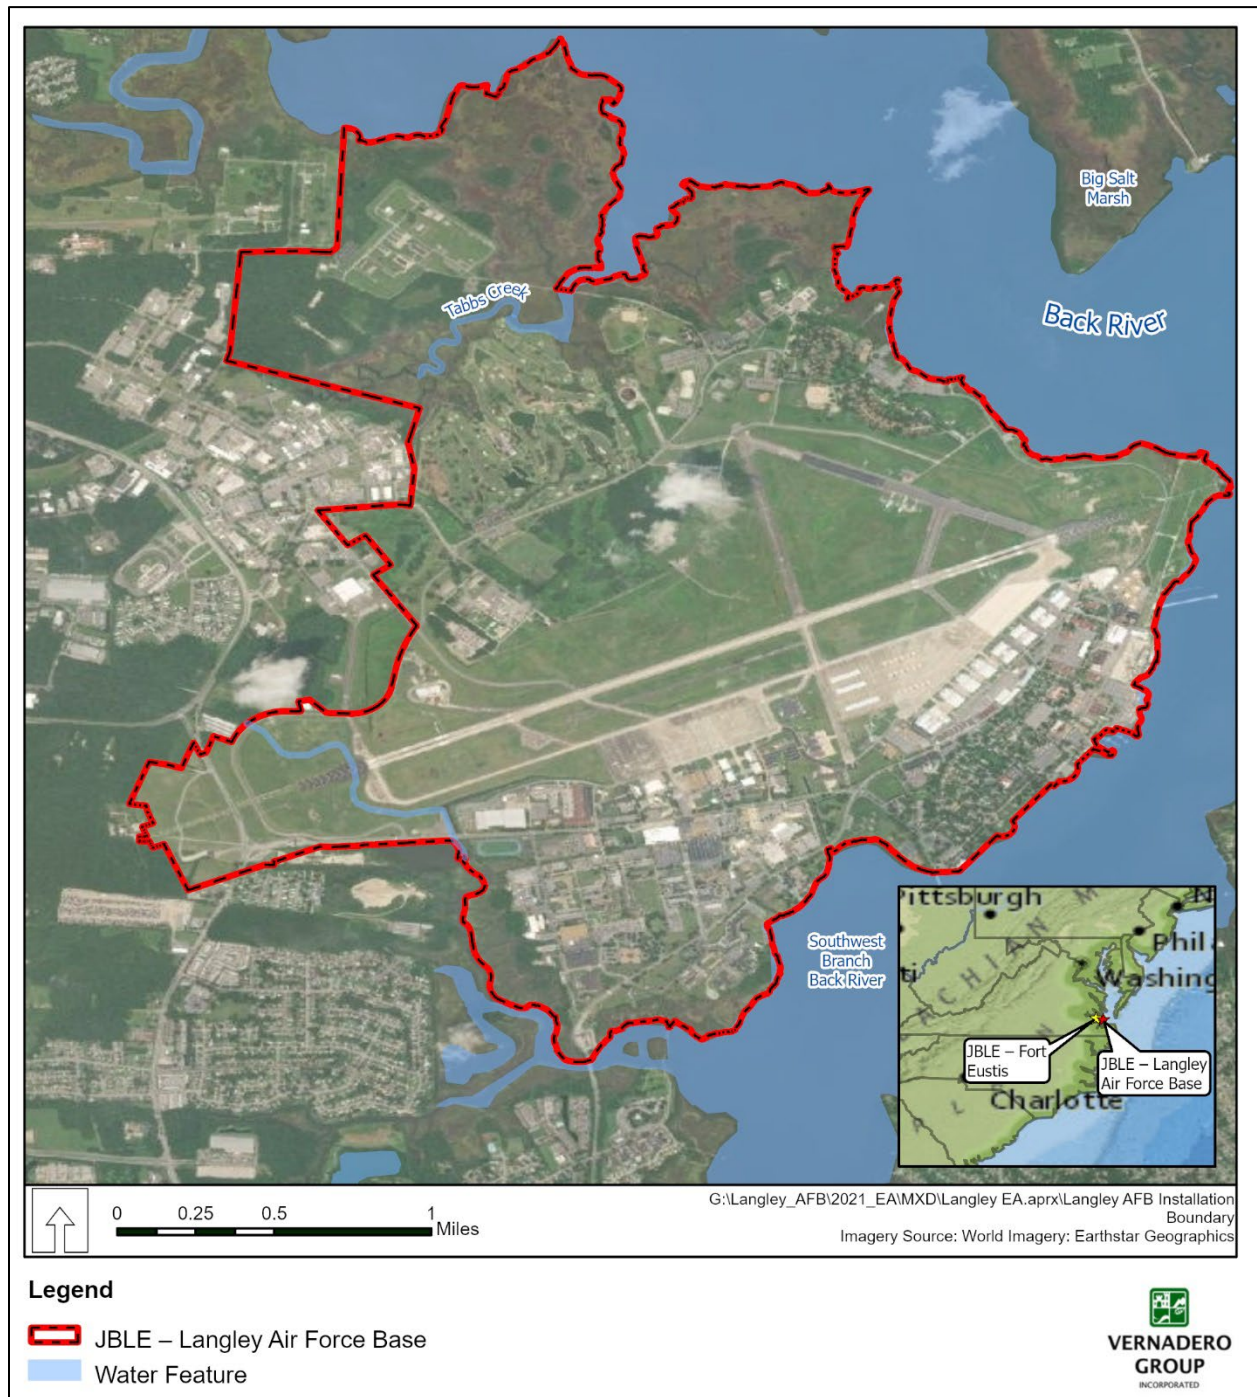 Big Salt
Marsh
Tabbs Creek
Back River
Southwest
Branch
Back River
ittsburgh
CHIAN M
Phil
Washing
JBLE – Fort
Eustis
JBLE – Langley
Air Force Base
Charlotte
0 0.25 0.5 1
Miles
G:\Langley_AFB\2021_EA\MXD\Langley EA.aprx\Langley AFB Installation
Boundary
Imagery Source: World Imagery: Earthstar Geographics
Legend
JBLE – Langley Air Force Base
Water Feature
VERNADERO
GROUP
INCORPORATED